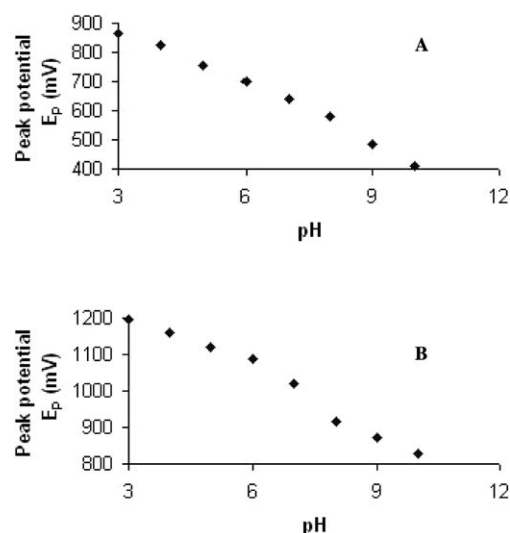 900
800
700
600
500
400
Peak potential
Eₚ (mV)
A
3 6 9 12
pH
1200
1100
1000
900
800
Peak potential
Eₚ (mV)
B
3 6 9 12
pH